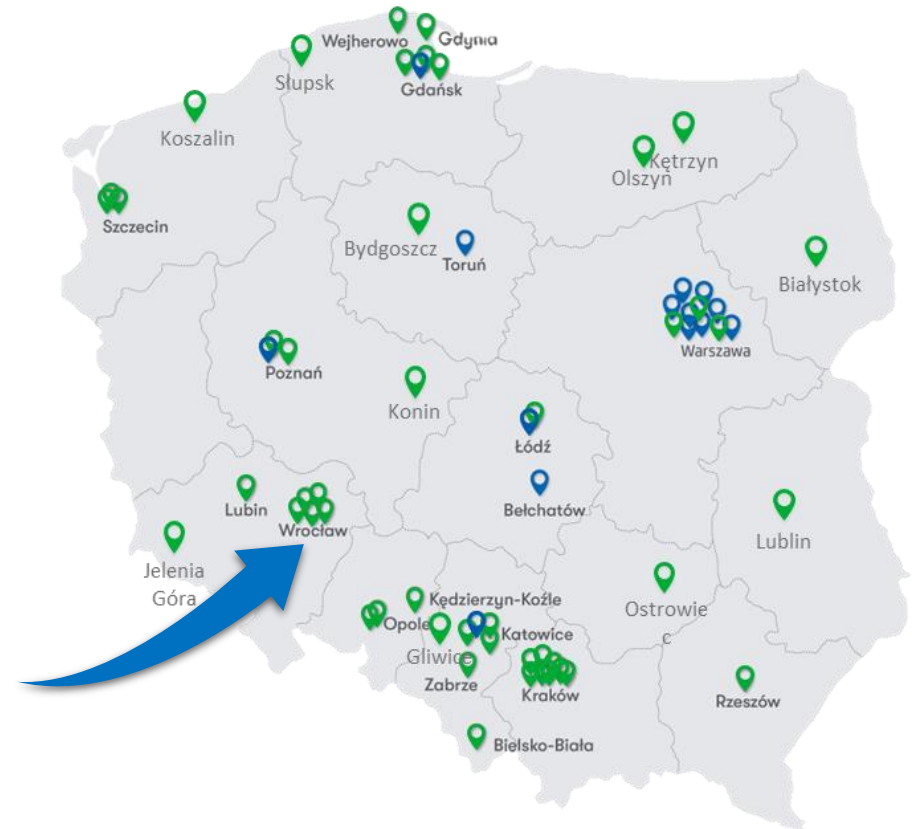 Wejherowo
Gdynia
Słupsk
Gdańsk
Koszalin
Kętrzyn
Olszyn
Szczecin
Bydgoszcz
Toruń
Białystok
Warszawa
Poznań
Konin
Łódź
Lubin
Bełchatów
Wrocław
Lublin
Jelenia
Góra
Kędzierzyn-Koźle
Ostrowie
c
Opole
Katowice
Gliwice
Zabrze
Kraków
Rzeszów
Bielsko-Biała